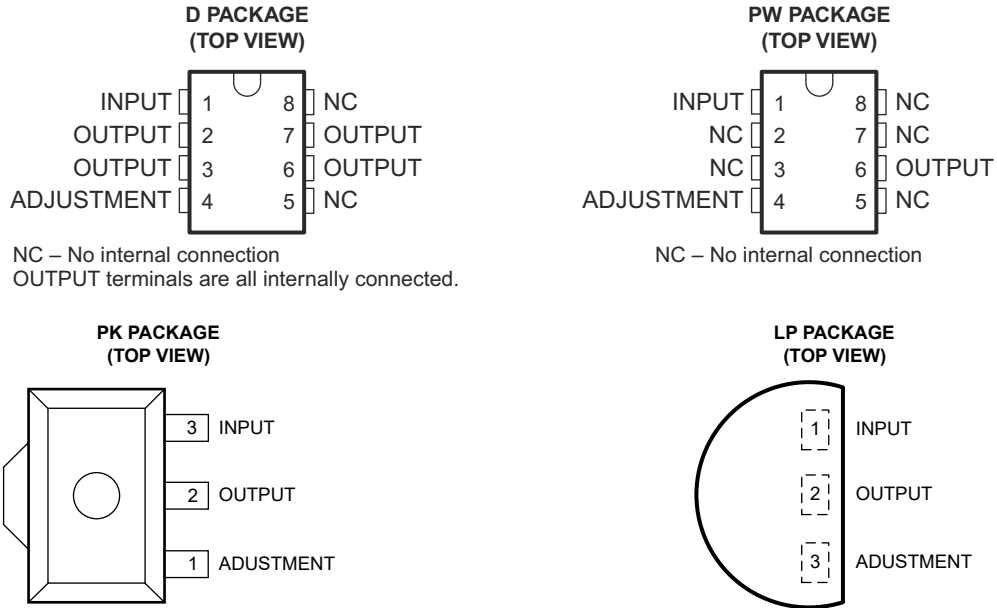 D PACKAGE
(TOP VIEW)
INPUT 1 8 NC
OUTPUT 2 7 OUTPUT
OUTPUT 3 6 OUTPUT
ADJUSTMENT 4 5 NC
NC – No internal connection
OUTPUT terminals are all internally connected.
PW PACKAGE
(TOP VIEW)
INPUT 1 8 NC
NC 2 7 NC
NC 3 6 OUTPUT
ADJUSTMENT 4 5 NC
NC – No internal connection
PK PACKAGE
(TOP VIEW)
3 INPUT
2 OUTPUT
1 ADUSTMENT
LP PACKAGE
(TOP VIEW)
1 INPUT
2 OUTPUT
3 ADUSTMENT